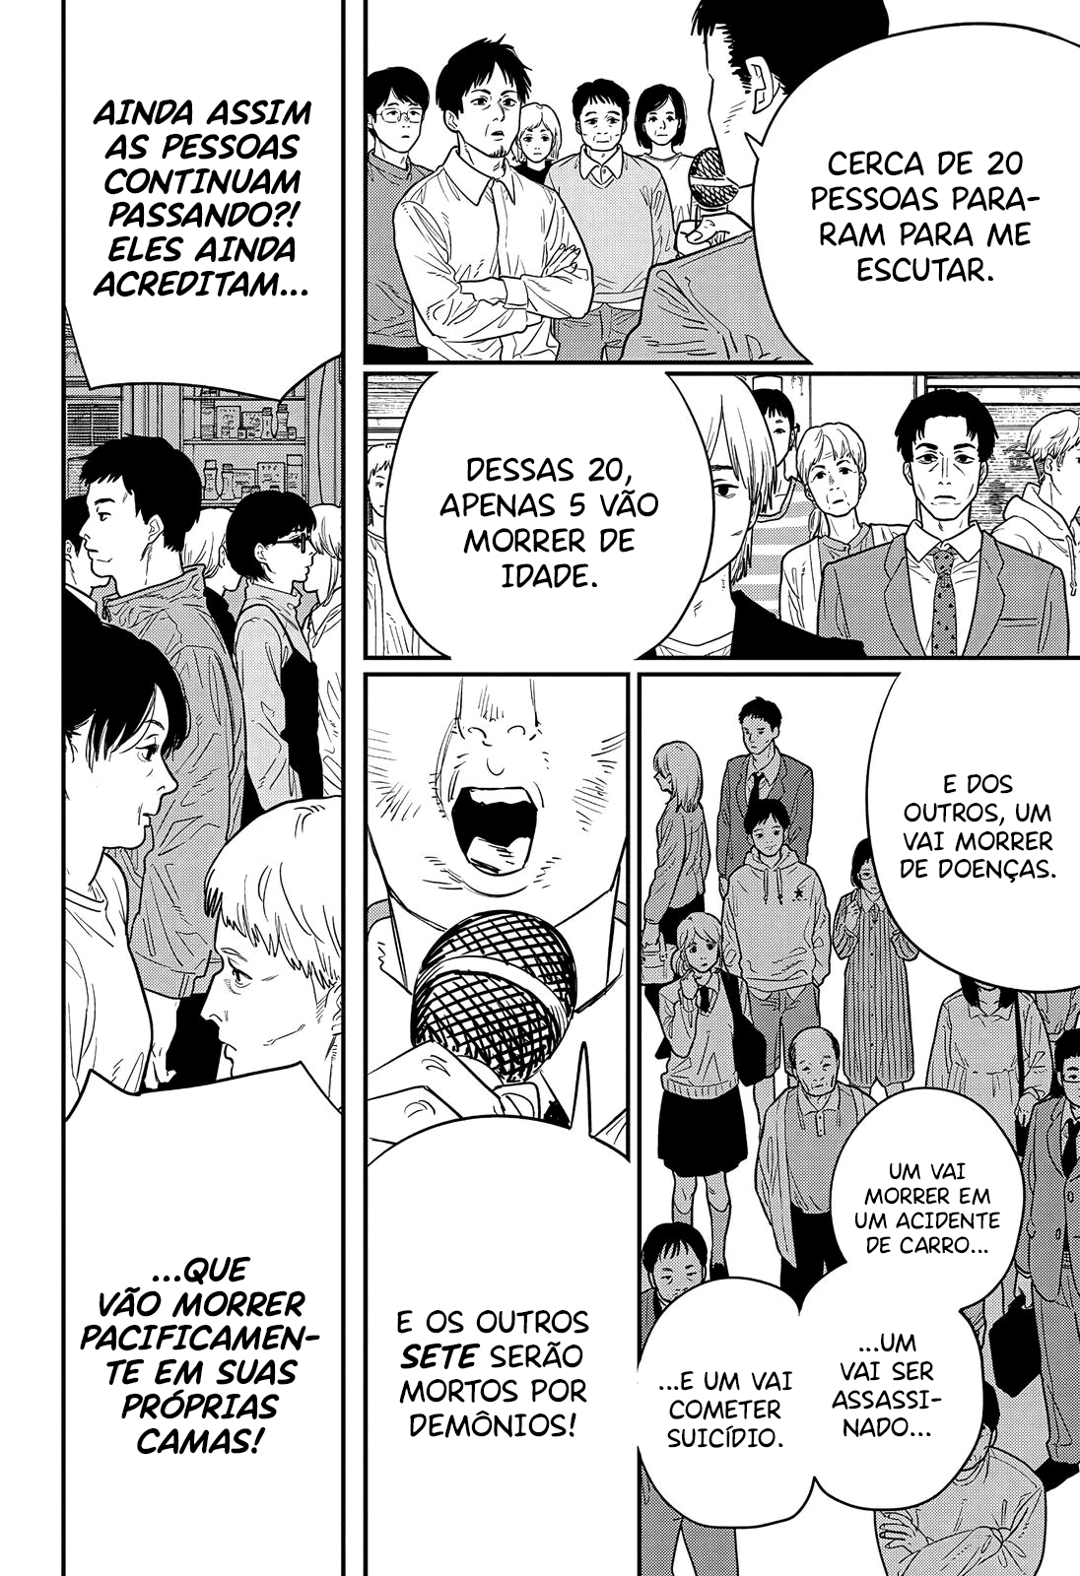 CERCA DE 20
PESSOAS PARA-
RAM PARA ME
ESCUTAR.
DESSAS 20,
APENAS 5 VÃO
MORRER DE
IDADE.
E DOS
OUTROS, UM
VAI MORRER
DE DOENÇAS.
UM VAI
MORRER EM
UM ACIDENTE
DE CARRO...
...UM
VAI SER
ASSASSI-
NADO...
...E UM VAI
COMETER
SUICÍDIO.
E OS OUTROS
SETE SERÃO
MORTOS POR
DEMÔNIOS!
AINDA ASSIM
AS PESSOAS
CONTINUAM
PASSANDO?!
ELES AINDA
ACREDITAM...
...QUE
VÃO MORRER
PACIFICAMEN-
TE EM SUAS
PRÓPRIAS
CAMAS!